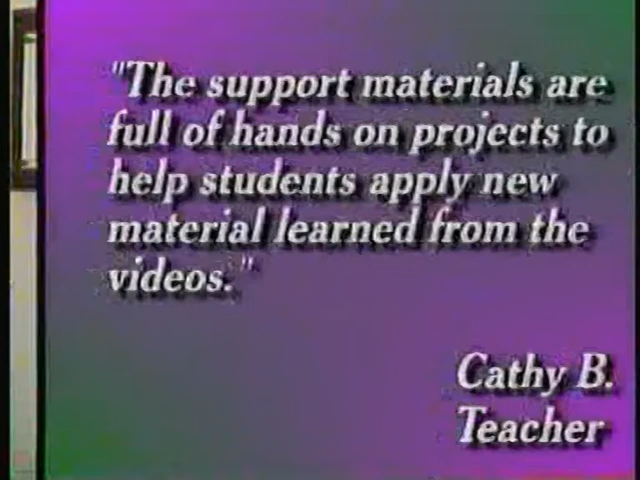 "The support materials are
full of hands on projects to
help students apply new
material learned from the
videos."
Cathy B.
Teacher